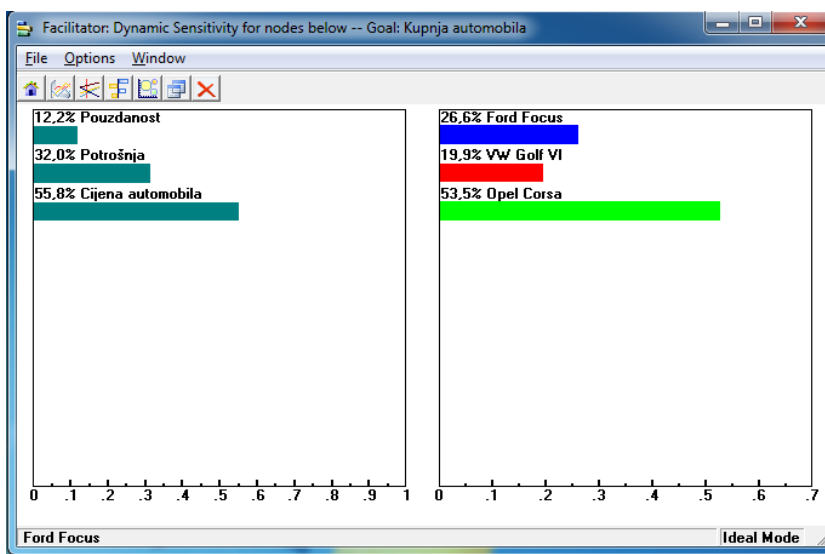 Facilitator: Dynamic Sensitivity for nodes below -- Goal: Kupnja automobila
File Options Window
12,2% Pouzdanost
32,0% Potrošnja
55,8% Cijena automobila
0 .1 .2 .3 .4 .5 .6 .7 .8 .9 1
26,6% Ford Focus
19,9% VW Golf VI
53,5% Opel Corsa
0 .1 .2 .3 .4 .5 .6 .7
Ford Focus
Ideal Mode